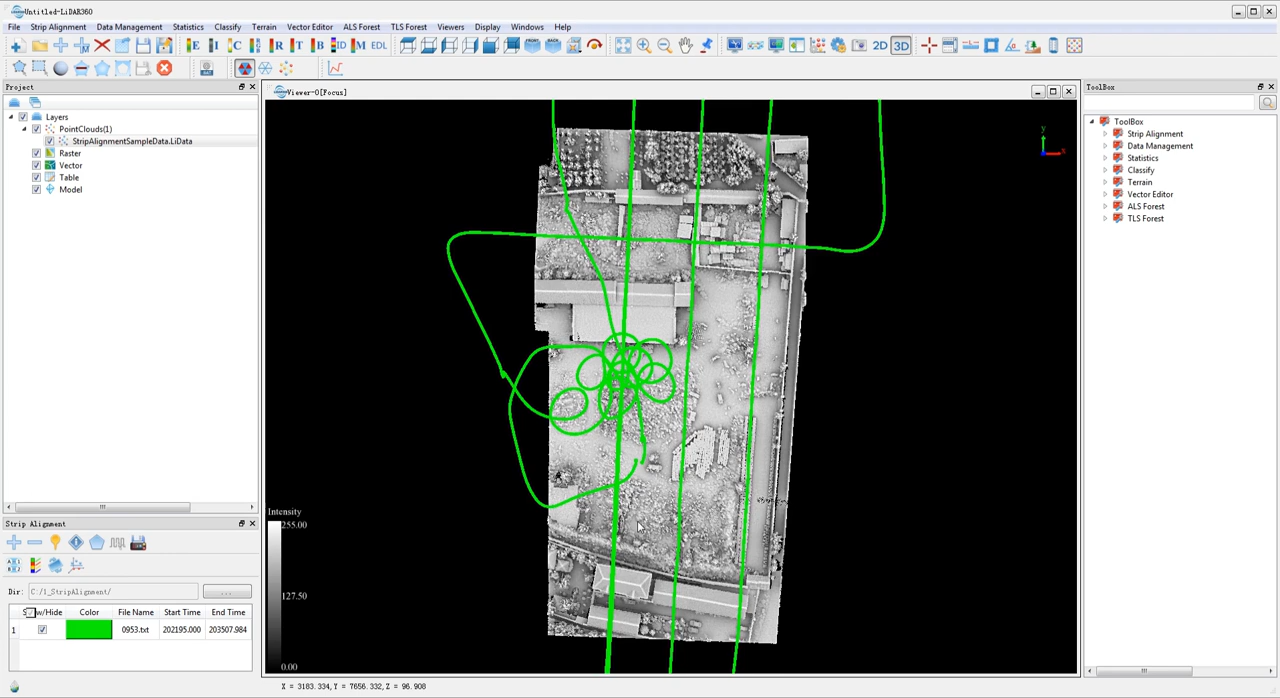 Untitled-LiDAR360
File Strip Alignment Data Management Statistics Classify Terrain Vector Editor ALS Forest TLS Forest Viewers Display Windows Help
E I C R T B ID M EDL 2D 3D
Project
Layers
PointClouds(1)
StripAlignmentSampleData.LiData
Raster
Vector
Table
Model
Strip Alignment
Dir: C:/1_StripAlignment/ ...
Color File Name Start Time End Time
1 0953.txt 202195.000 203507.984
Viewer-0[Focus]
y
x
Intensity
255.00
127.50
0.00
X = 3183.334, Y = 7656.332, Z = 96.908
ToolBox
ToolBox
Strip Alignment
Data Management
Statistics
Classify
Terrain
Vector Editor
ALS Forest
TLS Forest